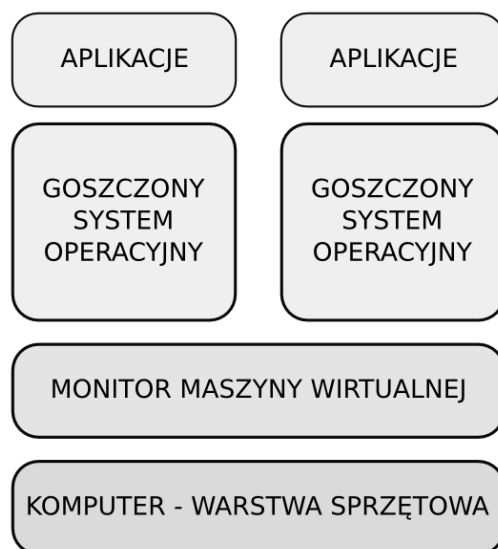 APLIKACJE
APLIKACJE
GOSZCZONY
SYSTEM
OPERACYJNY
GOSZCZONY
SYSTEM
OPERACYJNY
MONITOR MASZYNY WIRTUALNEJ
KOMPUTER - WARSTWA SPRZĘTOWA